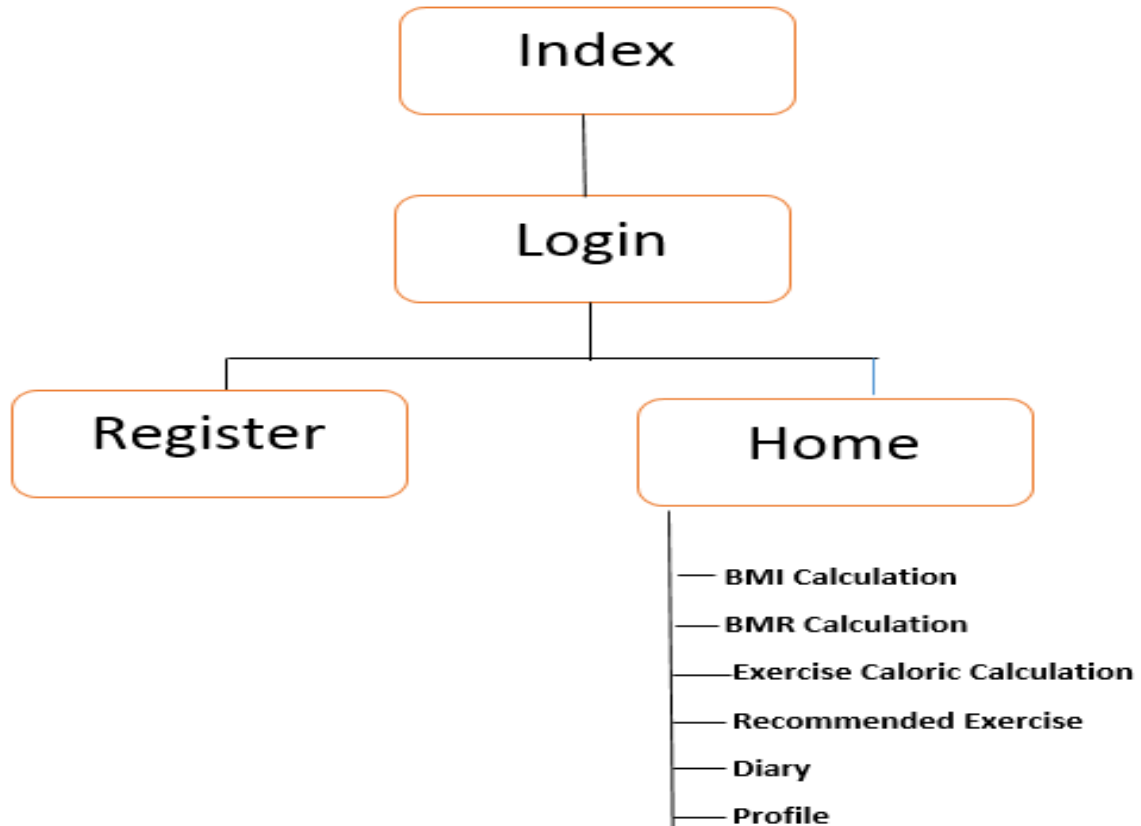 Index
Login
Register
Home
BMI Calculation
BMR Calculation
Exercise Caloric Calculation
Recommended Exercise
Diary
Profile